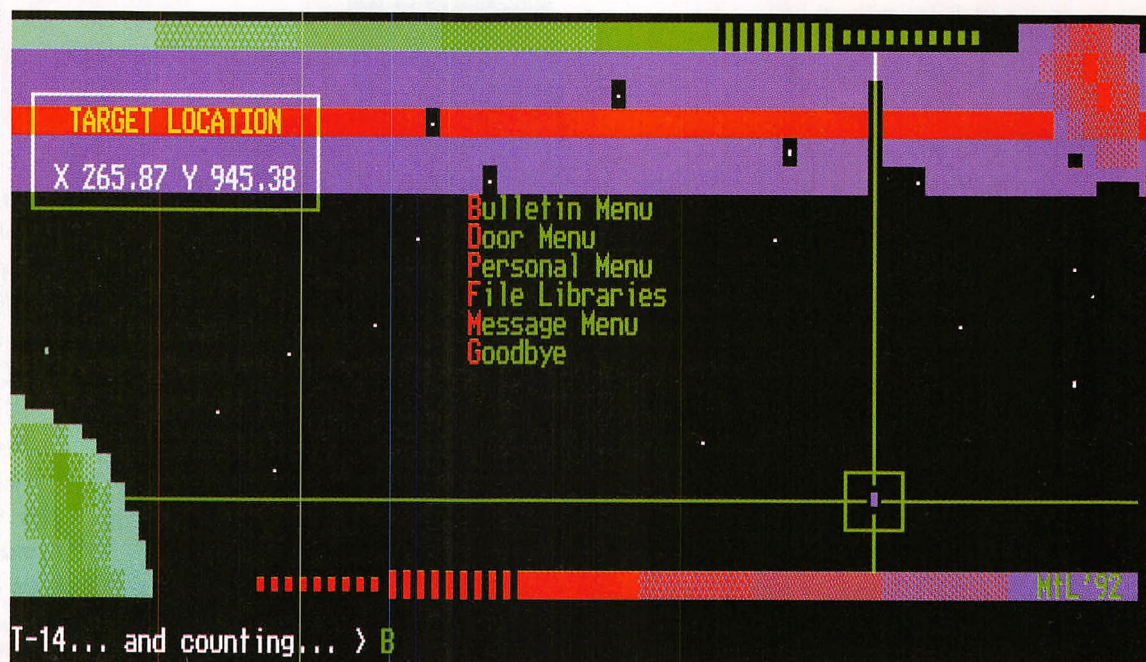 TARGET LOCATION
X 265.87 Y 945.38
Bulletin Menu
Door Menu
Personal Menu
File Libraries
Message Menu
Goodbye
MtL'92
T-14... and counting... > B